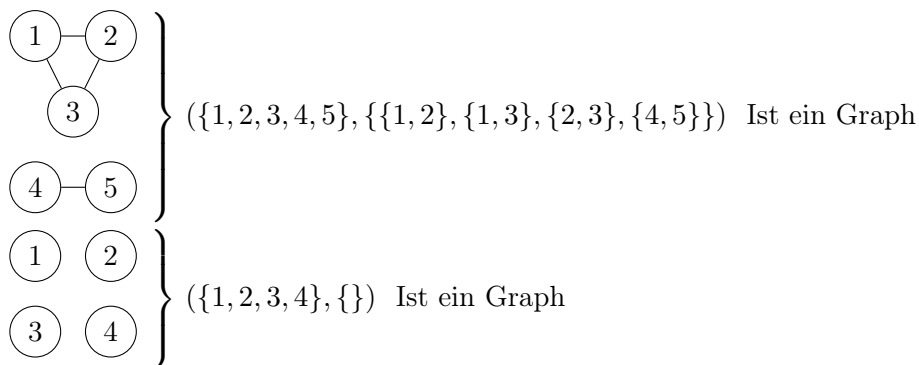 1 2
3
({1, 2, 3, 4, 5}, {{1, 2}, {1, 3}, {2, 3}, {4, 5}}) Ist ein Graph
4 5
1 2
({1, 2, 3, 4}, {}) Ist ein Graph
3 4